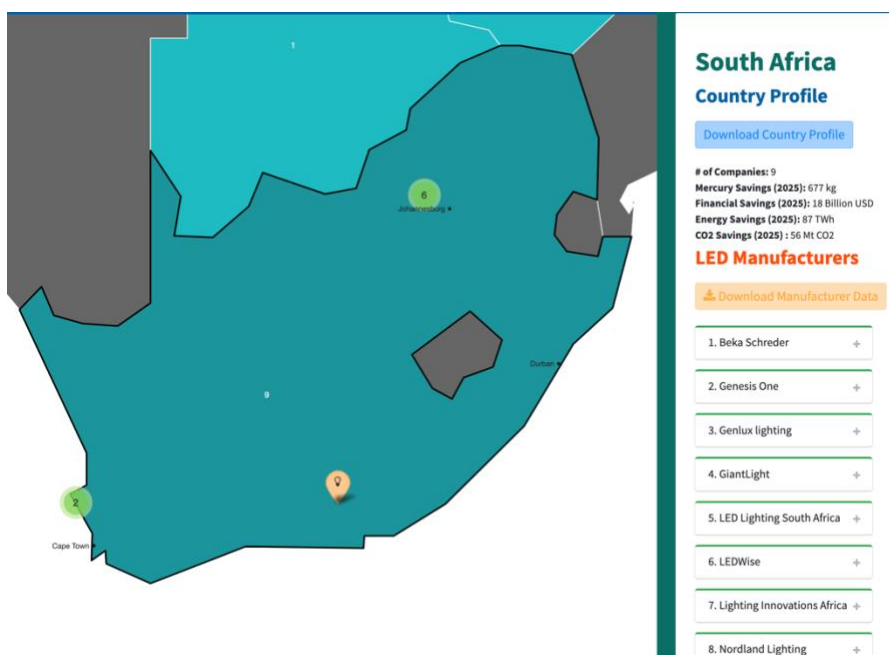 1
6
Johannesburg
Durban
9
2
Cape Town
South Africa
Country Profile
Download Country Profile
# of Companies: 9
Mercury Savings (2025): 677 kg
Financial Savings (2025): 18 Billion USD
Energy Savings (2025): 87 TWh
CO2 Savings (2025) : 56 Mt CO2
LED Manufacturers
Download Manufacturer Data
1. Beka Schreder +
2. Genesis One +
3. Genlux lighting +
4. GiantLight +
5. LED Lighting South Africa +
6. LEDWise +
7. Lighting Innovations Africa +
8. Nordland Lighting +